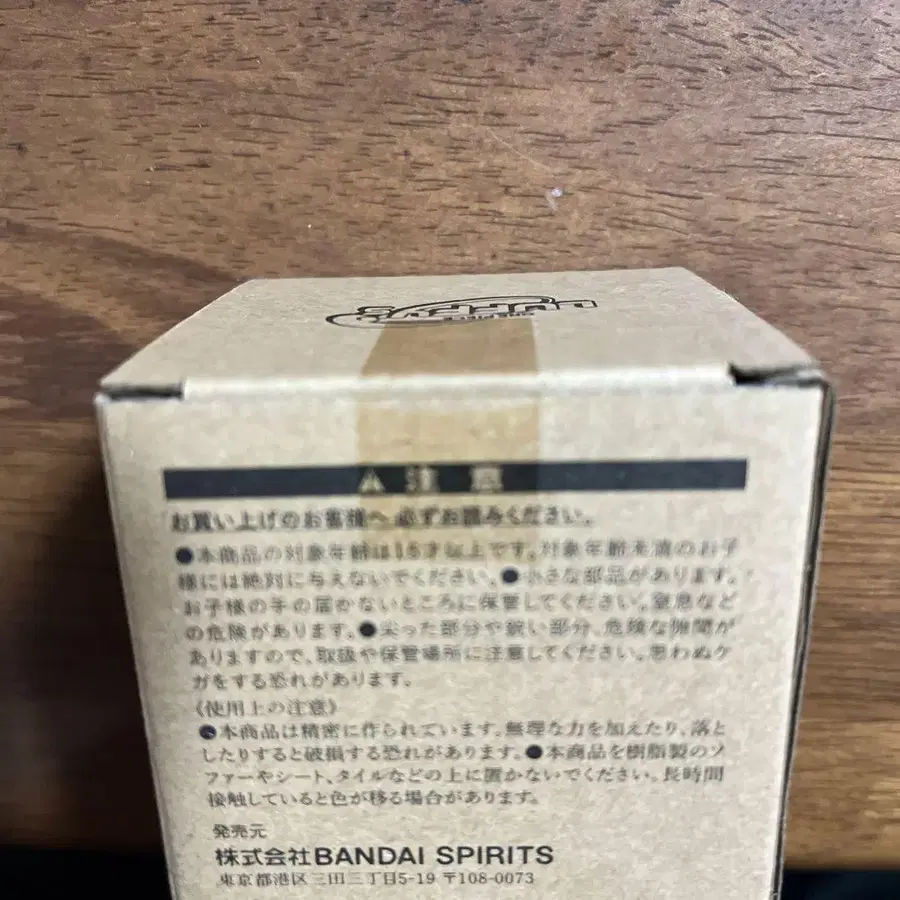 ⚠ 注意
お買い上げのお客様へ 必ずお読みください。
●本商品の対象年齢は15才以上です。対象年齢未満のお子
様には絶対に与えないでください。●小さな部品があります。
お子様の手の届かないところに保管してください。窒息など
の危険があります。●尖った部分や鋭い部分、危険な隙間が
ありますので、取扱や保管場所に注意してください。思わぬケ
ガをする恐れがあります。
《使用上の注意》
●本商品は精密に作られています。無理な力を加えたり、落と
したりすると破損する恐れがあります。●本商品を樹脂製のソ
ファーやシート、タイルなどの上に置かないでください。長時間
接触していると色が移る場合があります。
発売元
株式会社BANDAI SPIRITS
東京都港区三田三丁目5-19 〒108-0073